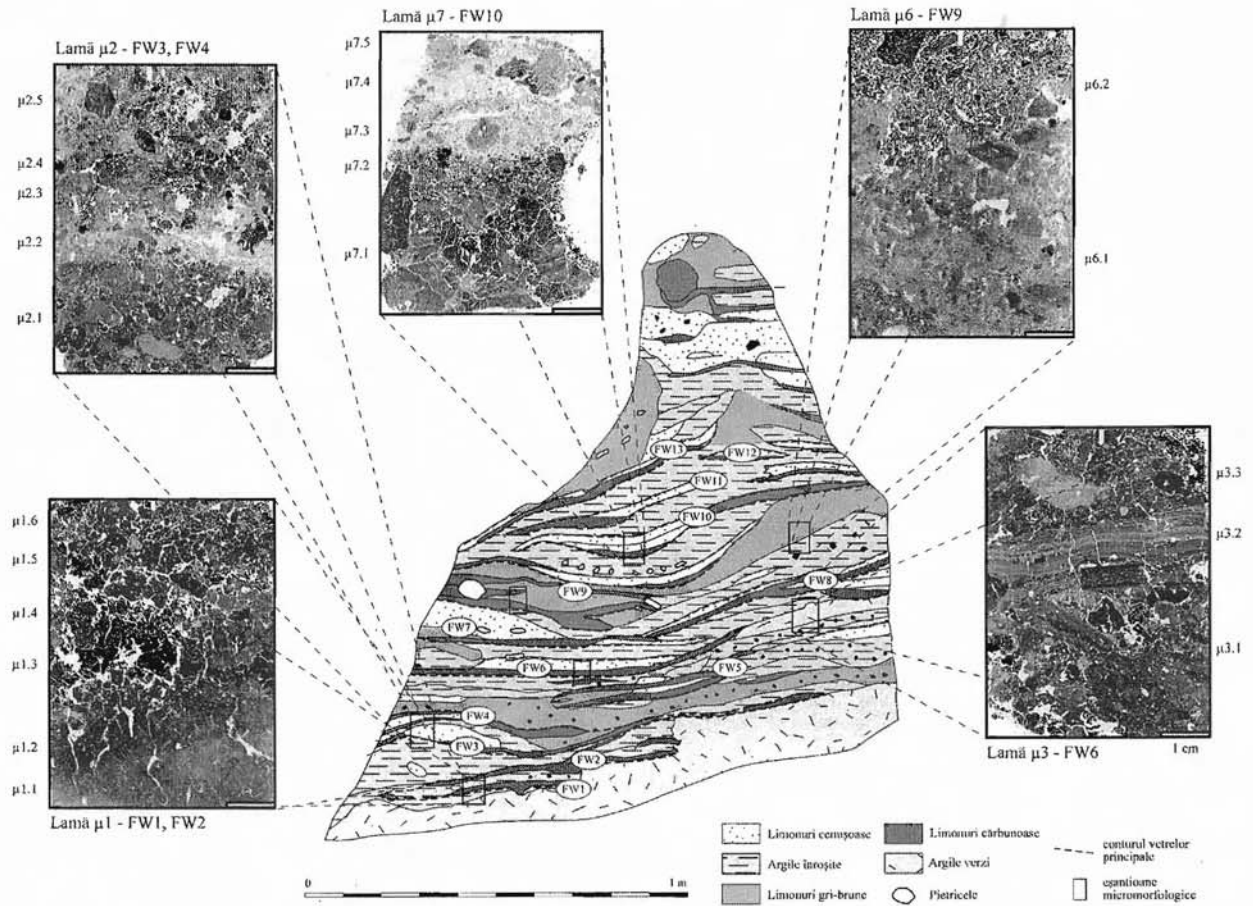 Lamă μ7 - FW10
Lamă μ6 - FW9
Lamă μ2 - FW3, FW4
μ7.5
μ7.4
μ7.3
μ7.2
μ7.1
μ2.5
μ2.4
μ2.3
μ2.2
μ2.1
μ6.2
μ6.1
μ1.6
μ1.5
μ1.4
μ1.3
μ1.2
μ1.1
Lamă μ1 - FW1, FW2
μ3.3
μ3.2
μ3.1
1 cm
Lamă μ3 - FW6
FW13
FW12
FW11
FW10
FW8
FW9
FW7
FW6
FW5
FW4
FW3
FW2
FW1
0
1 m
Limonuri cenușoase
Argile înroșite
Limonuri gri-brune
Limonuri cărbunoase
Argile verzi
Pietricele
conturul vetrelor
principale
eșantioane
micromorfologice